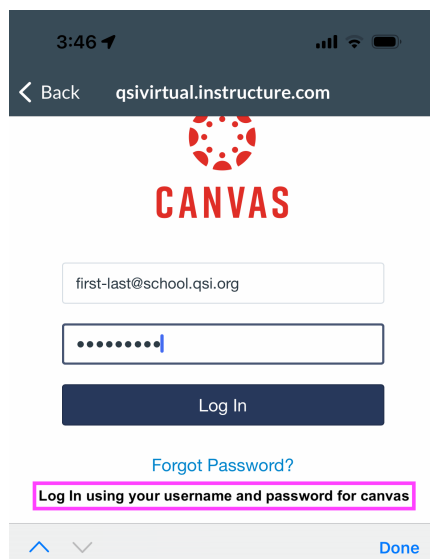 3:46
Back qsivirtual.instructure.com
CANVAS
first-last@school.qsi.org
•••••••••
Log In
Forgot Password?
Log In using your username and password for canvas
Done